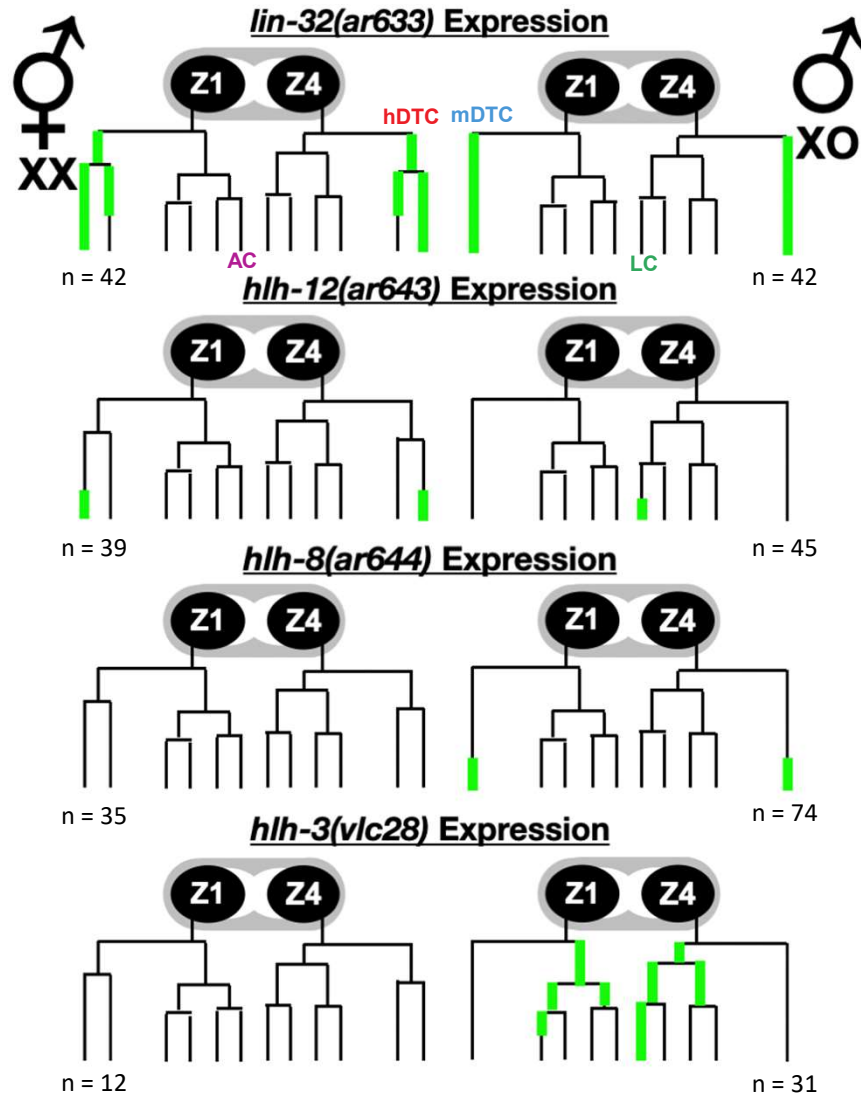 lin-32(ar633) Expression
Z1 Z4 Z1 Z4
hDTC mDTC
XX XO
AC LC
n = 42 n = 42
hlh-12(ar643) Expression
Z1 Z4 Z1 Z4
n = 39 n = 45
hlh-8(ar644) Expression
Z1 Z4 Z1 Z4
n = 35 n = 74
hlh-3(vlc28) Expression
Z1 Z4 Z1 Z4
n = 12 n = 31